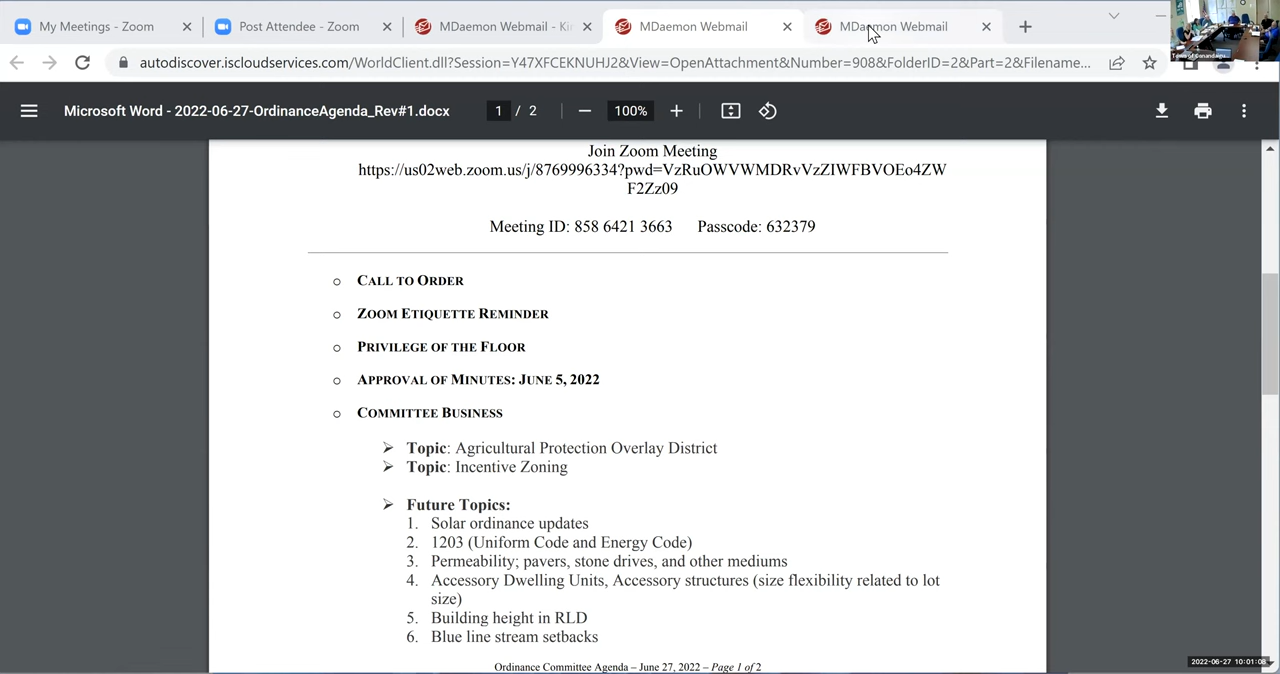 My Meetings - Zoom
Post Attendee - Zoom
MDaemon Webmail - Ki
MDaemon Webmail
MDaemon Webmail
autodiscover.iscloudservices.com/WorldClient.dll?Session=Y47XFCEKNUHJ2&View=OpenAttachment&Number=908&FolderID=2&Part=2&Filename...
Microsoft Word - 2022-06-27-OrdinanceAgenda_Rev#1.docx
1 / 2
100%
Join Zoom Meeting
https://us02web.zoom.us/j/8769996334?pwd=VzRuOWVWMDRvVzZIWFBVOEo4ZW
F2Zz09
Meeting ID: 858 6421 3663 Passcode: 632379
○ CALL TO ORDER
○ ZOOM ETIQUETTE REMINDER
○ PRIVILEGE OF THE FLOOR
○ APPROVAL OF MINUTES: JUNE 5, 2022
○ COMMITTEE BUSINESS
➢ Topic: Agricultural Protection Overlay District
➢ Topic: Incentive Zoning
➢ Future Topics:
1. Solar ordinance updates
2. 1203 (Uniform Code and Energy Code)
3. Permeability; pavers, stone drives, and other mediums
4. Accessory Dwelling Units, Accessory structures (size flexibility related to lot
size)
5. Building height in RLD
6. Blue line stream setbacks
Ordinance Committee Agenda – June 27, 2022 – Page 1 of 2
2022-06-27 10:01:08